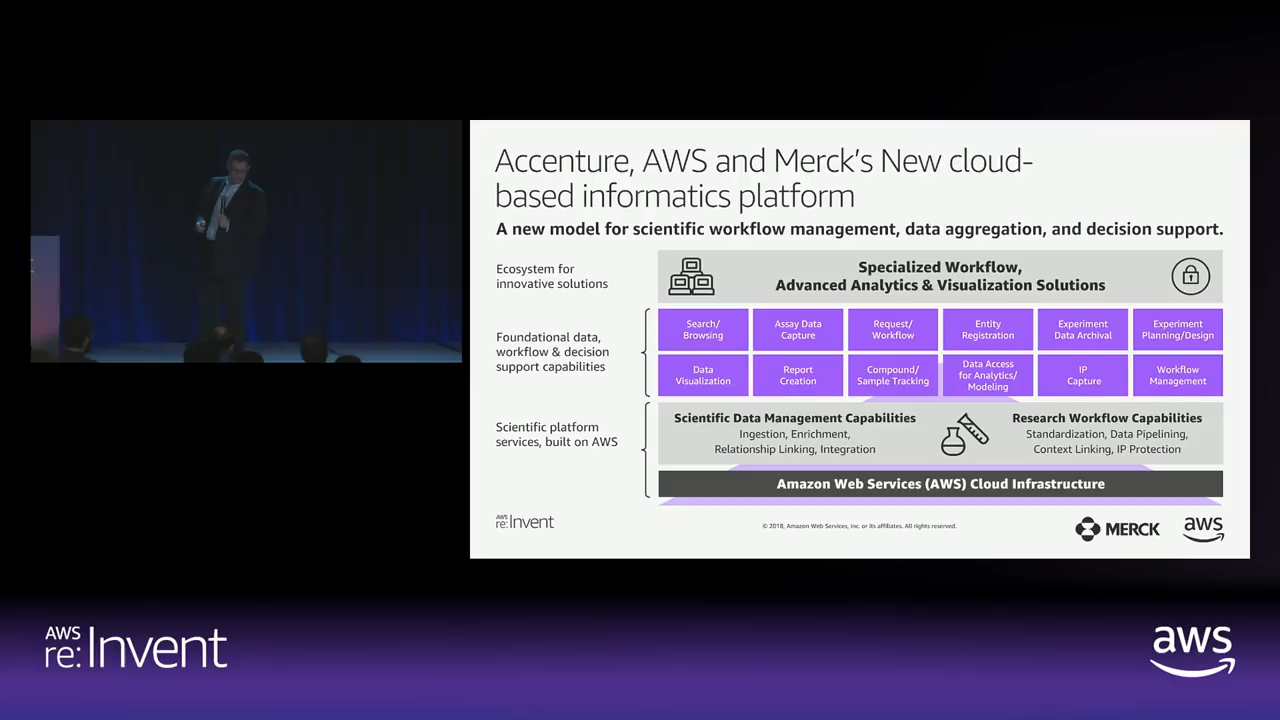 Accenture, AWS and Merck's New cloud-
based informatics platform
A new model for scientific workflow management, data aggregation, and decision support.
Ecosystem for
innovative solutions
Specialized Workflow,
Advanced Analytics & Visualization Solutions
Foundational data,
workflow & decision
support capabilities
Search/
Browsing
Assay Data
Capture
Request/
Workflow
Entity
Registration
Experiment
Data Archival
Experiment
Planning/Design
Data
Visualization
Report
Creation
Compound/
Sample Tracking
Data Access
for Analytics/
Modeling
IP
Capture
Workflow
Management
Scientific platform
services, built on AWS
Scientific Data Management Capabilities
Ingestion, Enrichment,
Relationship Linking, Integration
Research Workflow Capabilities
Standardization, Data Pipelining,
Context Linking, IP Protection
Amazon Web Services (AWS) Cloud Infrastructure
AWS
re:Invent
© 2018, Amazon Web Services, Inc. or its affiliates. All rights reserved.
MERCK
aws
AWS
re:Invent
aws